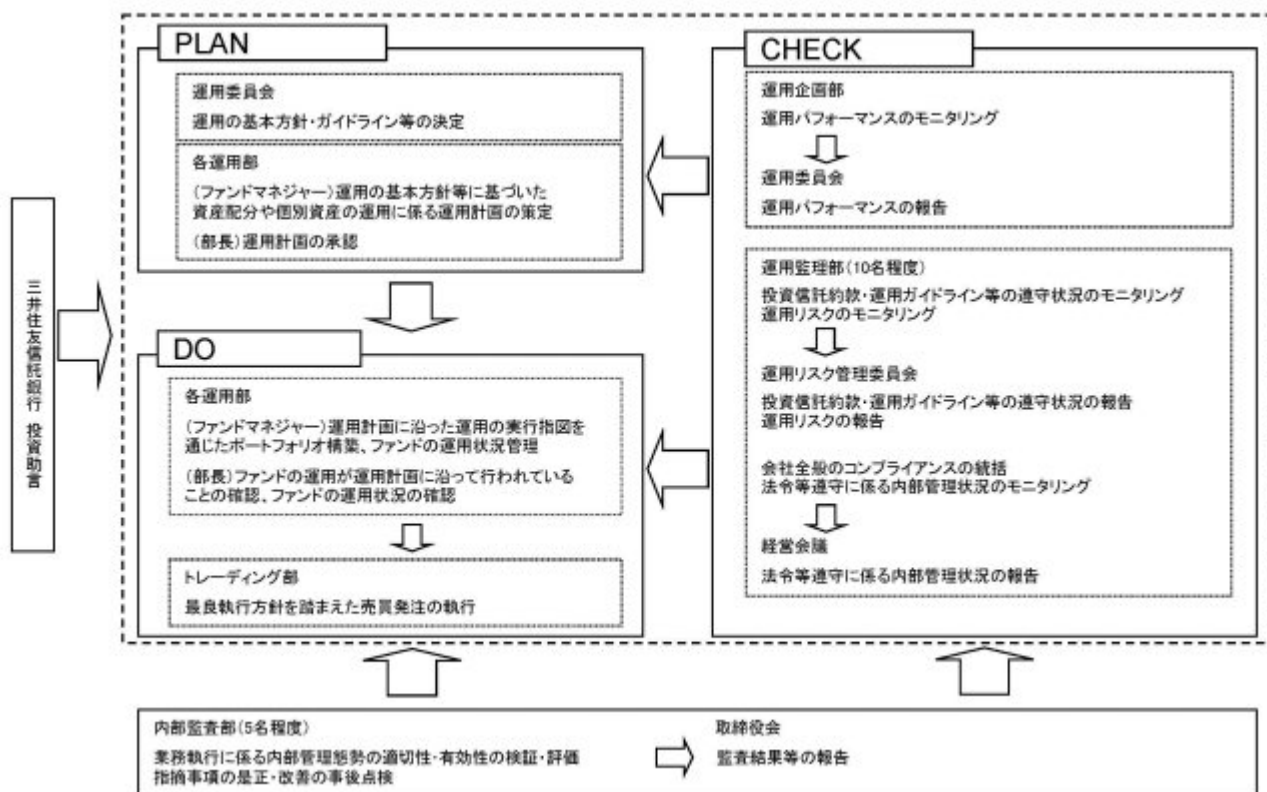 三井住友信託銀行 投資助言
PLAN
運用委員会
運用の基本方針・ガイドライン等の決定
各運用部
(ファンドマネジャー)運用の基本方針等に基づいた
資産配分や個別資産の運用に係る運用計画の策定
(部長)運用計画の承認
DO
各運用部
(ファンドマネジャー)運用計画に沿った運用の実行指図を
通じたポートフォリオ構築、ファンドの運用状況管理
(部長)ファンドの運用が運用計画に沿って行われている
ことの確認、ファンドの運用状況の確認
トレーディング部
最良執行方針を踏まえた売買発注の執行
CHECK
運用企画部
運用パフォーマンスのモニタリング
運用委員会
運用パフォーマンスの報告
運用監理部(10名程度)
投資信託約款・運用ガイドライン等の遵守状況のモニタリング
運用リスクのモニタリング
運用リスク管理委員会
投資信託約款・運用ガイドライン等の遵守状況の報告
運用リスクの報告
会社全般のコンプライアンスの統括
法令等遵守に係る内部管理状況のモニタリング
経営会議
法令等遵守に係る内部管理状況の報告
内部監査部(5名程度)
業務執行に係る内部管理態勢の適切性・有効性の検証・評価
指摘事項の是正・改善の事後点検
取締役会
監査結果等の報告